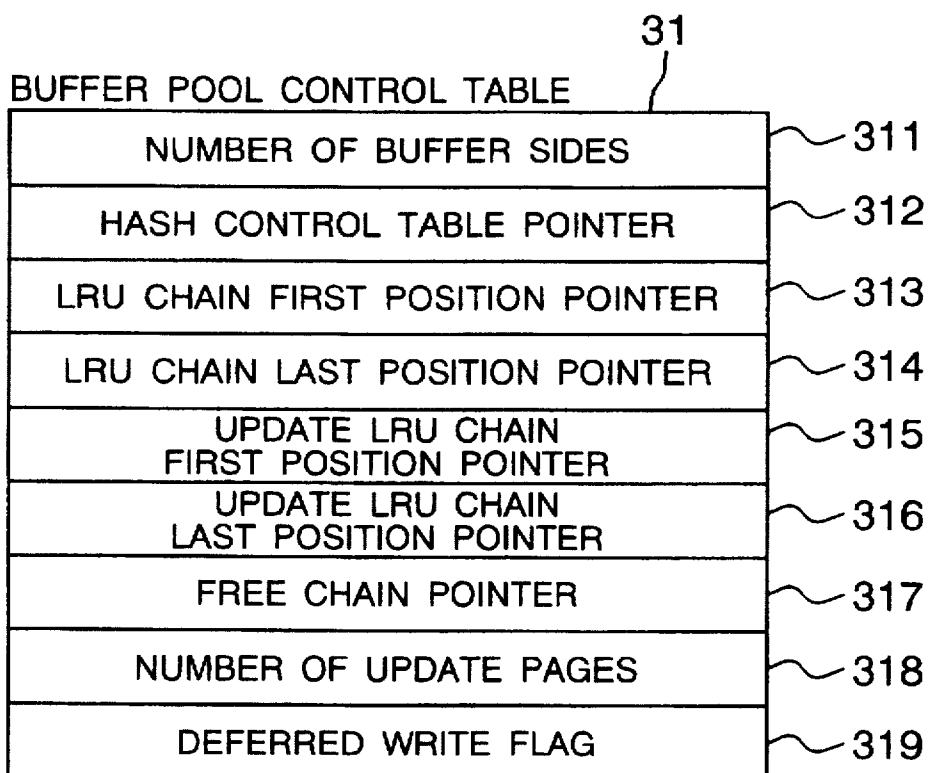 31
BUFFER POOL CONTROL TABLE
NUMBER OF BUFFER SIDES 311
HASH CONTROL TABLE POINTER 312
LRU CHAIN FIRST POSITION POINTER 313
LRU CHAIN LAST POSITION POINTER 314
UPDATE LRU CHAIN 315
FIRST POSITION POINTER
UPDATE LRU CHAIN 316
LAST POSITION POINTER
FREE CHAIN POINTER 317
NUMBER OF UPDATE PAGES 318
DEFERRED WRITE FLAG 319